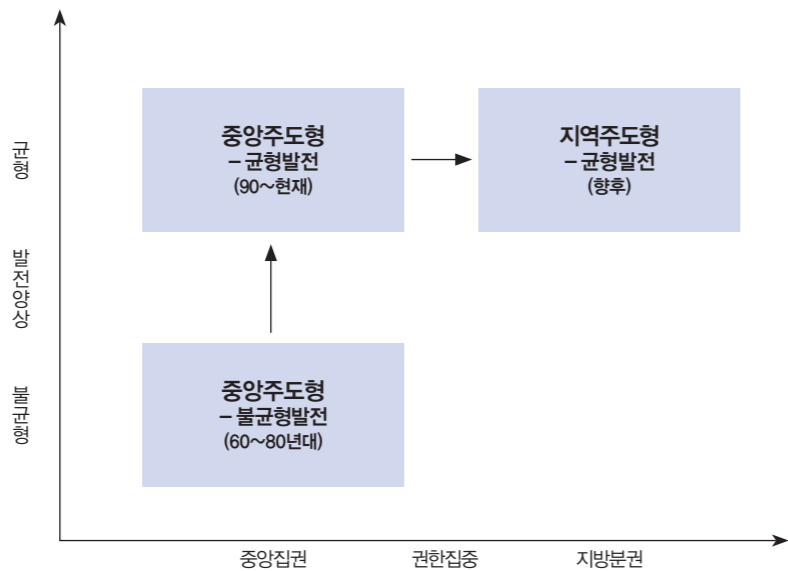 균형
중앙주도형
– 균형발전
(90~현재)
지역주도형
– 균형발전
(향후)
발전양상
불균형
중앙주도형
– 불균형발전
(60~80년대)
중앙집권
권한집중
지방분권